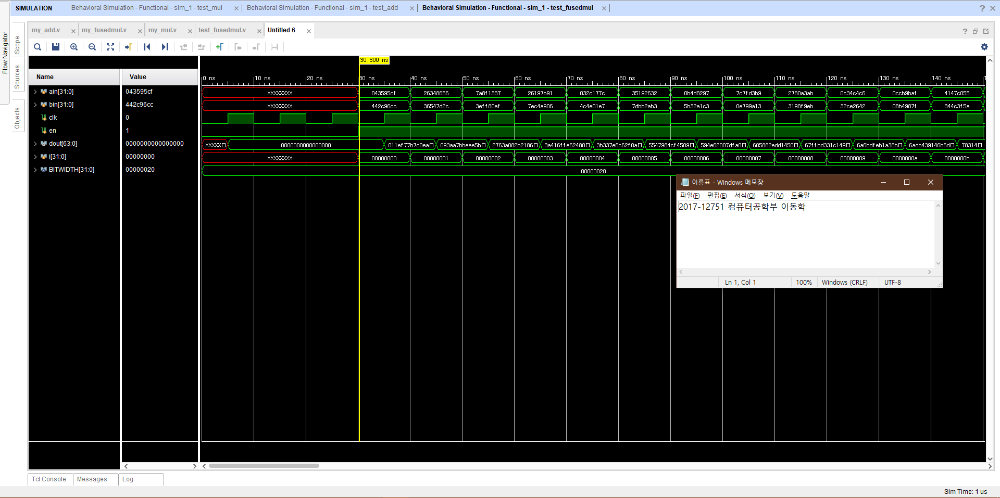 SIMULATION
Behavioral Simulation - Functional - sim_1 - test_mul
Behavioral Simulation - Functional - sim_1 - test_add
Behavioral Simulation - Functional - sim_1 - test_fusedmul
Flow Navigator
Scope
Sources
Objects
my_add.v
my_fusedmul.v
my_mul.v
test_fusedmul.v
Untitled 6
30,300 ns
Name Value
0 ns 10 ns 20 ns 30 ns 40 ns 50 ns 60 ns 70 ns 80 ns 90 ns 100 ns 110 ns 120 ns 130 ns 140 ns
ain[31:0] 043595cf XXXXXXXX 043595cf 26348656 7a8f1337 26197b91 032c177c 35192632 0b4d8297 7c7fd3b9 2780a3ab 0c34c4c6 0ccb9baf 4147c055
bin[31:0] 442c96cc XXXXXXXX 442c96cc 36547d2c 3eff80af 7ec4a906 4c4e01e7 7dbb2ab3 5b32a1c3 0e799a13 3198f9eb 32ce2642 08b4987f 344c3f5a
clk 0
en 1
dout[63:0] 0000000000000000 XXXXX 0000000000000000 011ef77b7c0ea 093aa7bbeae5b 2763a082b2186 3a416ffe62480 3b337e6c62f0a 5547984cf4509 594e62007dfa0 605882edd1450 67ffbd331c149 6a6bdfeb1a38b 6adb439146b6d 78314
i[31:0] 00000000 XXXXXXXX 00000000 00000001 00000002 00000003 00000004 00000005 00000006 00000007 00000008 00000009 0000000a 0000000b
BITWIDTH[31:0] 00000020 00000020
이름표 - Windows 메모장
파일(F) 편집(E) 서식(O) 보기(V) 도움말
2017-12751 컴퓨터공학부 이동학
Ln 1, Col 1 100% Windows (CRLF) UTF-8
Tcl Console Messages Log
Sim Time: 1 us